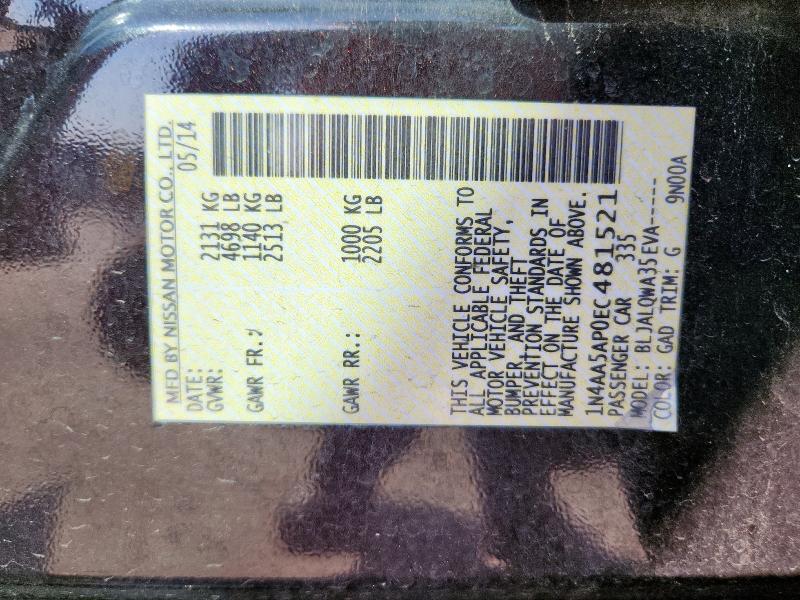 MFD BY NISSAN MOTOR CO., LTD.
DATE: 05/14
GVWR: 2131 KG
4698 LB
GAWR FR.: 1140 KG
2513 LB
GAWR RR.: 1000 KG
2205 LB
THIS VEHICLE CONFORMS TO
ALL APPLICABLE FEDERAL
MOTOR VEHICLE SAFETY,
BUMPER, AND THEFT
PREVENTION STANDARDS IN
EFFECT ON THE DATE OF
MANUFACTURE SHOWN ABOVE.
1N4AA5AP0EC481521
PASSENGER CAR 335
MODEL: BLJALQWA35EVA-----
COLOR: GAD TRIM: G 9N00A